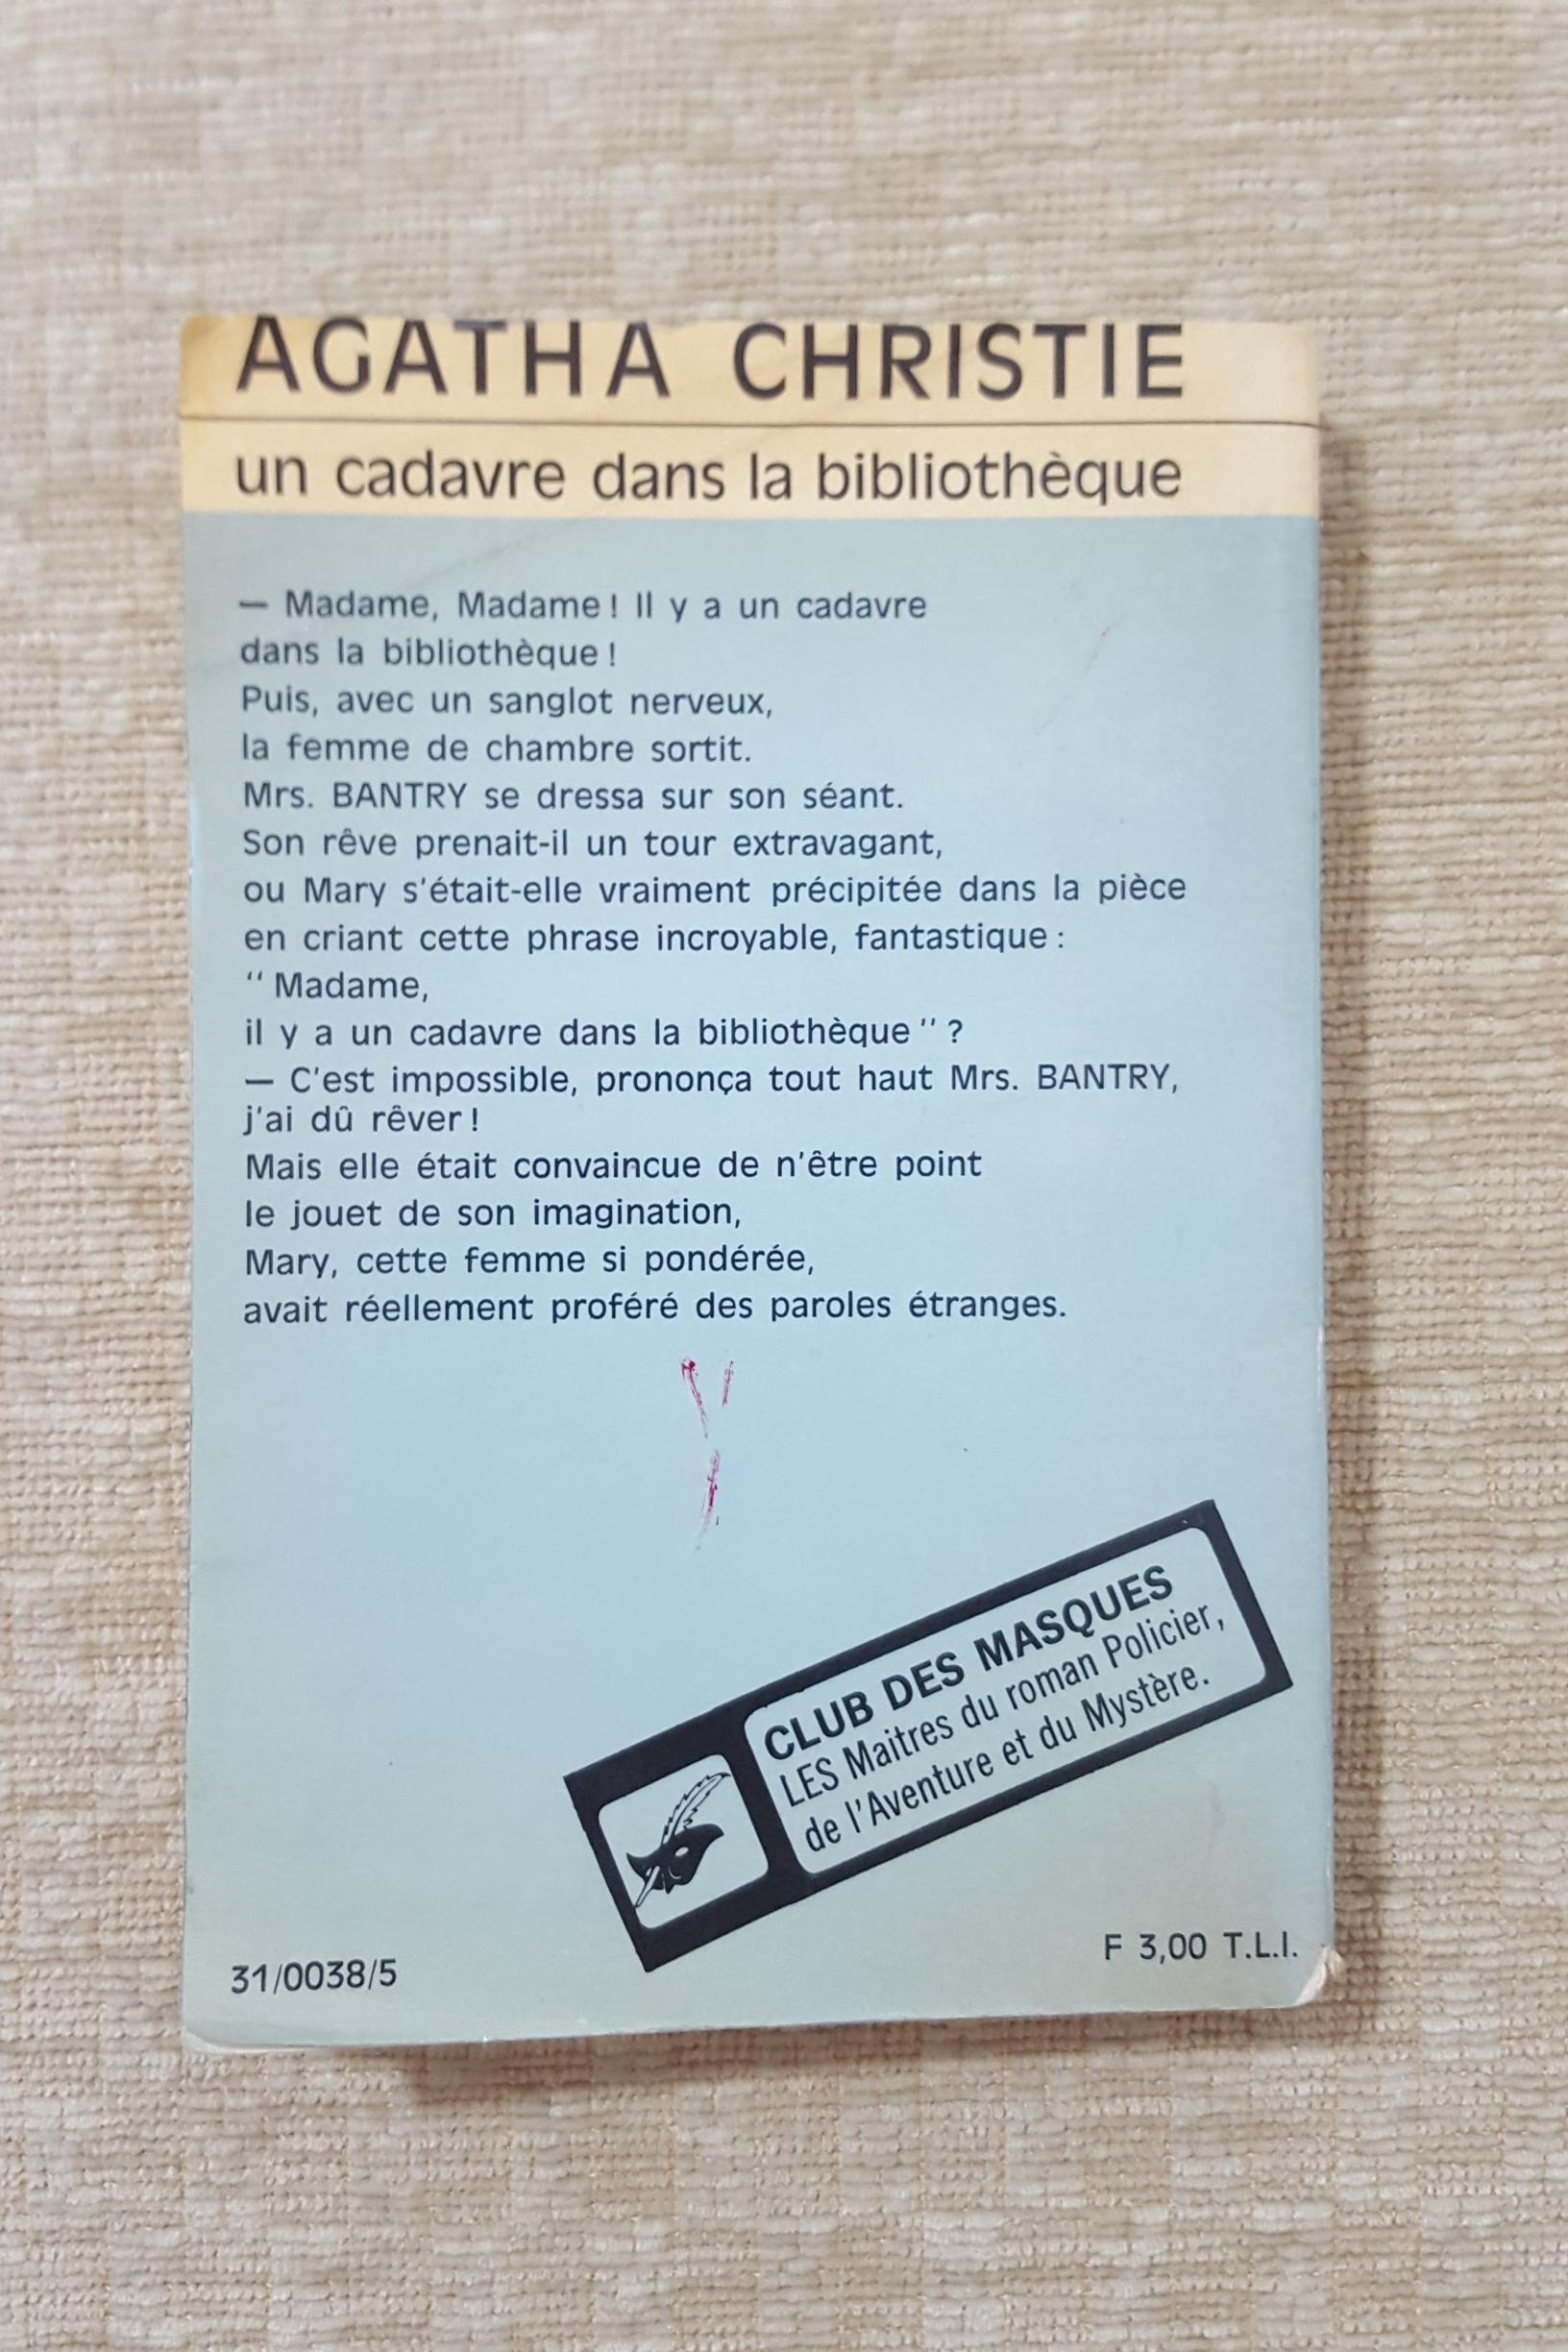 AGATHA CHRISTIE
un cadavre dans la bibliothèque
— Madame, Madame ! Il y a un cadavre
dans la bibliothèque !
Puis, avec un sanglot nerveux,
la femme de chambre sortit.
Mrs. BANTRY se dressa sur son séant.
Son rêve prenait-il un tour extravagant,
ou Mary s'était-elle vraiment précipitée dans la pièce
en criant cette phrase incroyable, fantastique :
‘‘ Madame,
il y a un cadavre dans la bibliothèque ’’ ?
— C'est impossible, prononça tout haut Mrs. BANTRY,
j'ai dû rêver !
Mais elle était convaincue de n'être point
le jouet de son imagination,
Mary, cette femme si pondérée,
avait réellement proféré des paroles étranges.
CLUB DES MASQUES
LES Maitres du roman Policier,
de l'Aventure et du Mystère.
31/0038/5
F 3,00 T.L.I.